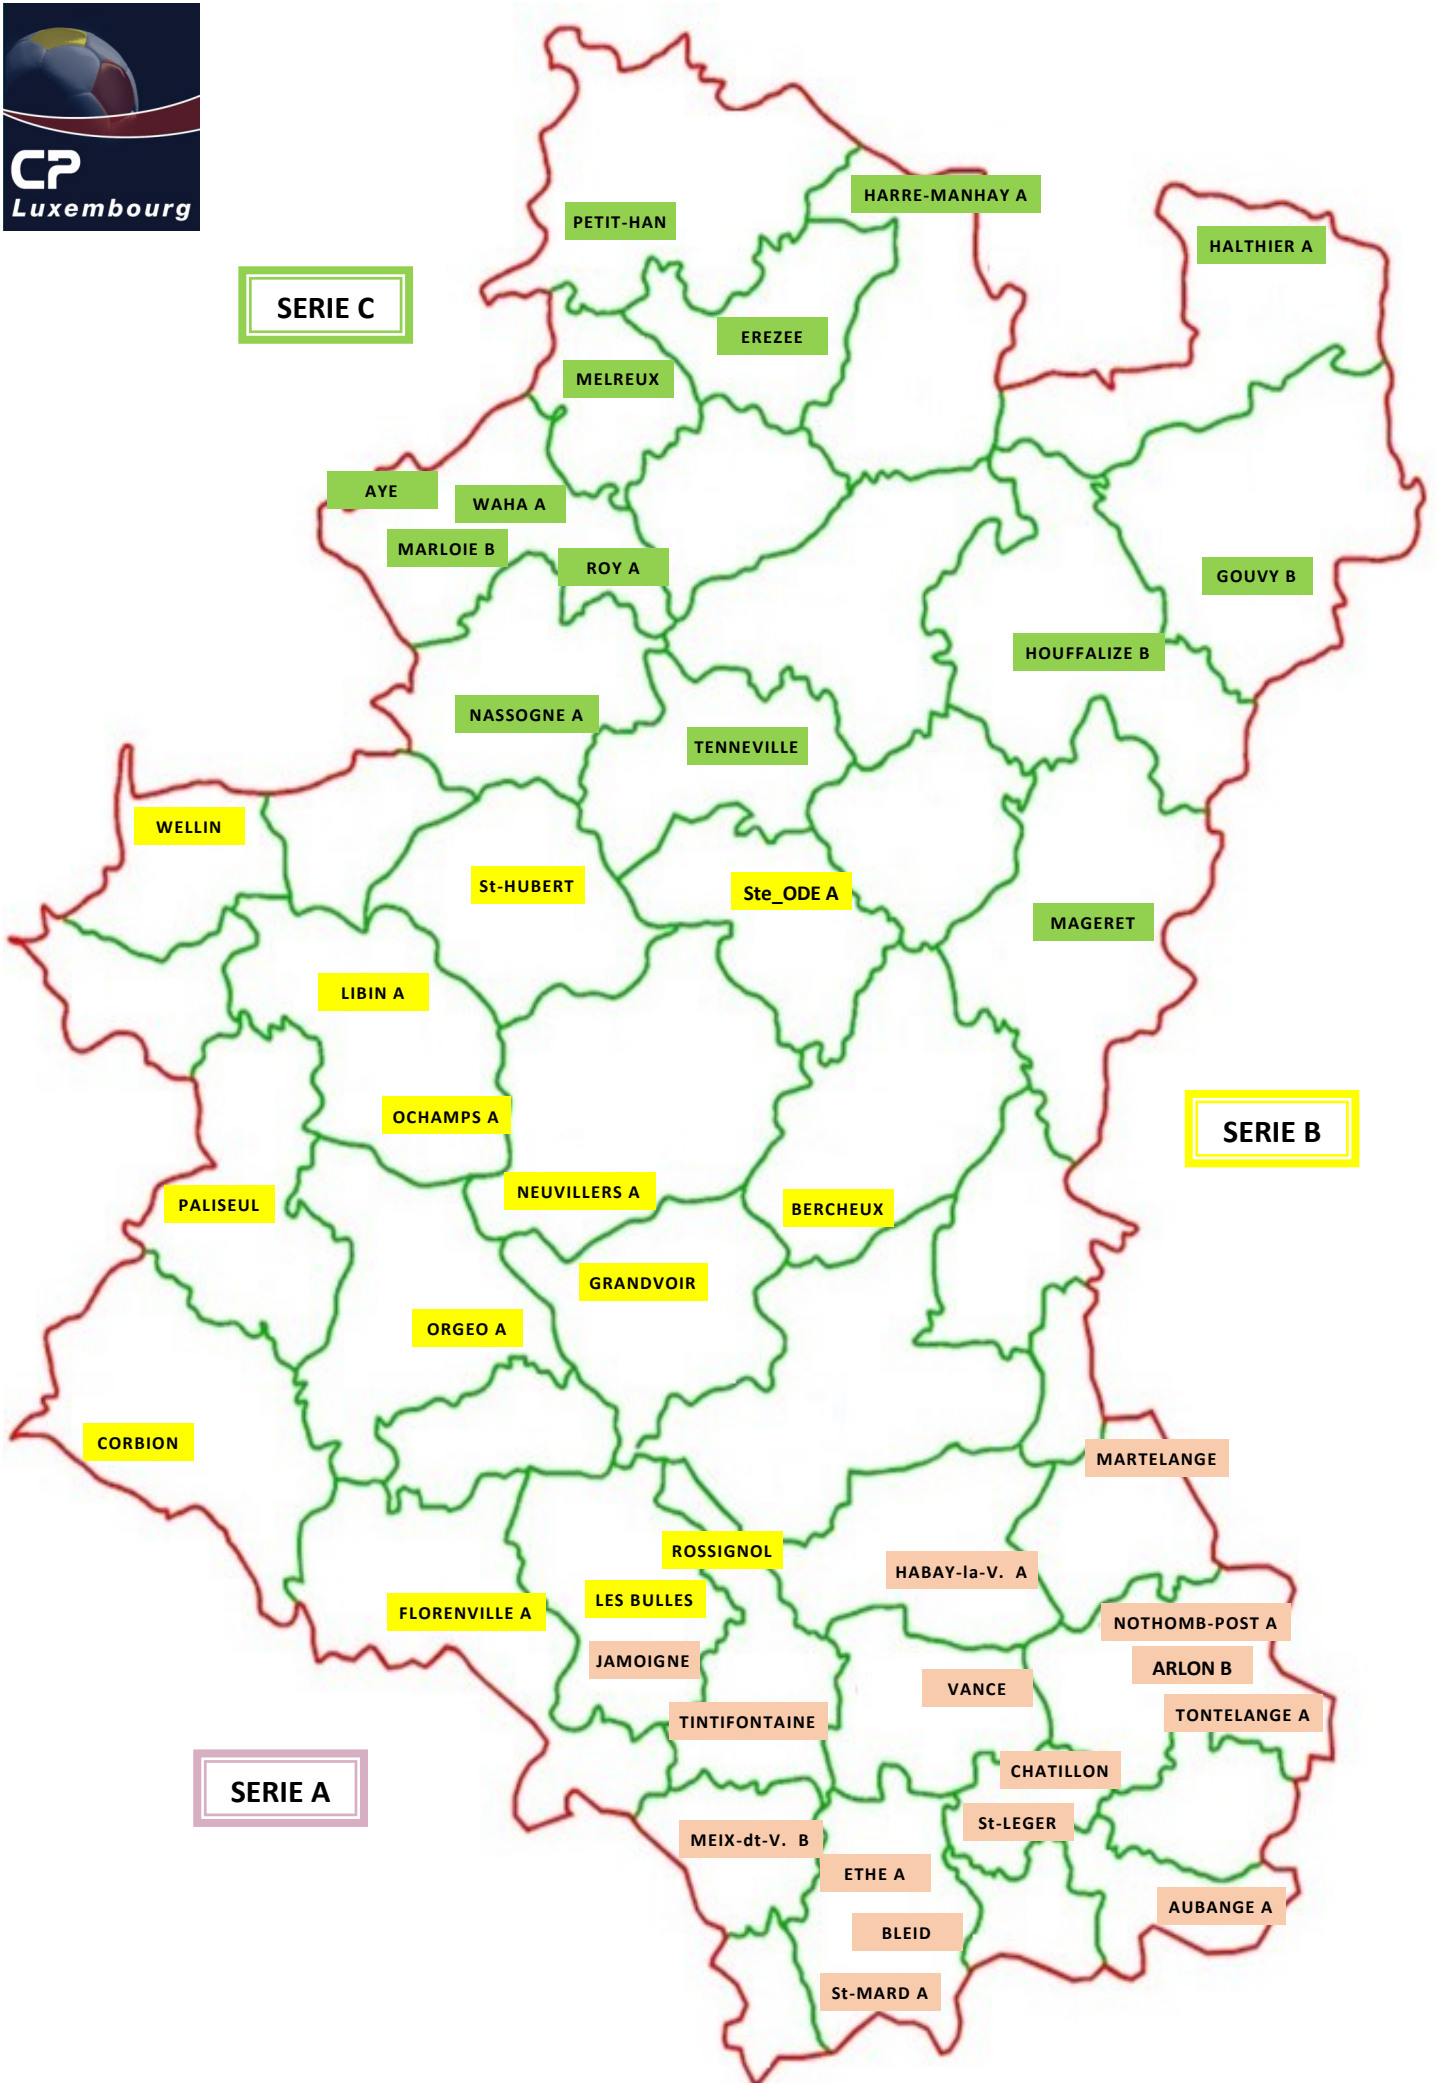 CP
Luxembourg
HARRE-MANHAY A
PETIT-HAN
HALTHIER A
SERIE C
EREZEE
MELREUX
AYE
WAHA A
MARLOIE B
ROY A
GOUVY B
HOUFFALIZE B
NASSOGNE A
TENNEVILLE
WELLIN
St-HUBERT
Ste_ODE A
MAGERET
LIBIN A
OCHAMPS A
SERIE B
NEUVILLERS A
PALISEUL
BERCHEUX
GRANDVOIR
ORGEO A
CORBION
MARTELANGE
ROSSIGNOL
HABAY-la-V. A
LES BULLES
FLORENVILLE A
NOTHOMB-POST A
JAMOIGNE
ARLON B
VANCE
TINTIFONTAINE
TONTELANGE A
CHATILLON
SERIE A
St-LEGER
MEIX-dt-V. B
ETHE A
AUBANGE A
BLEID
St-MARD A